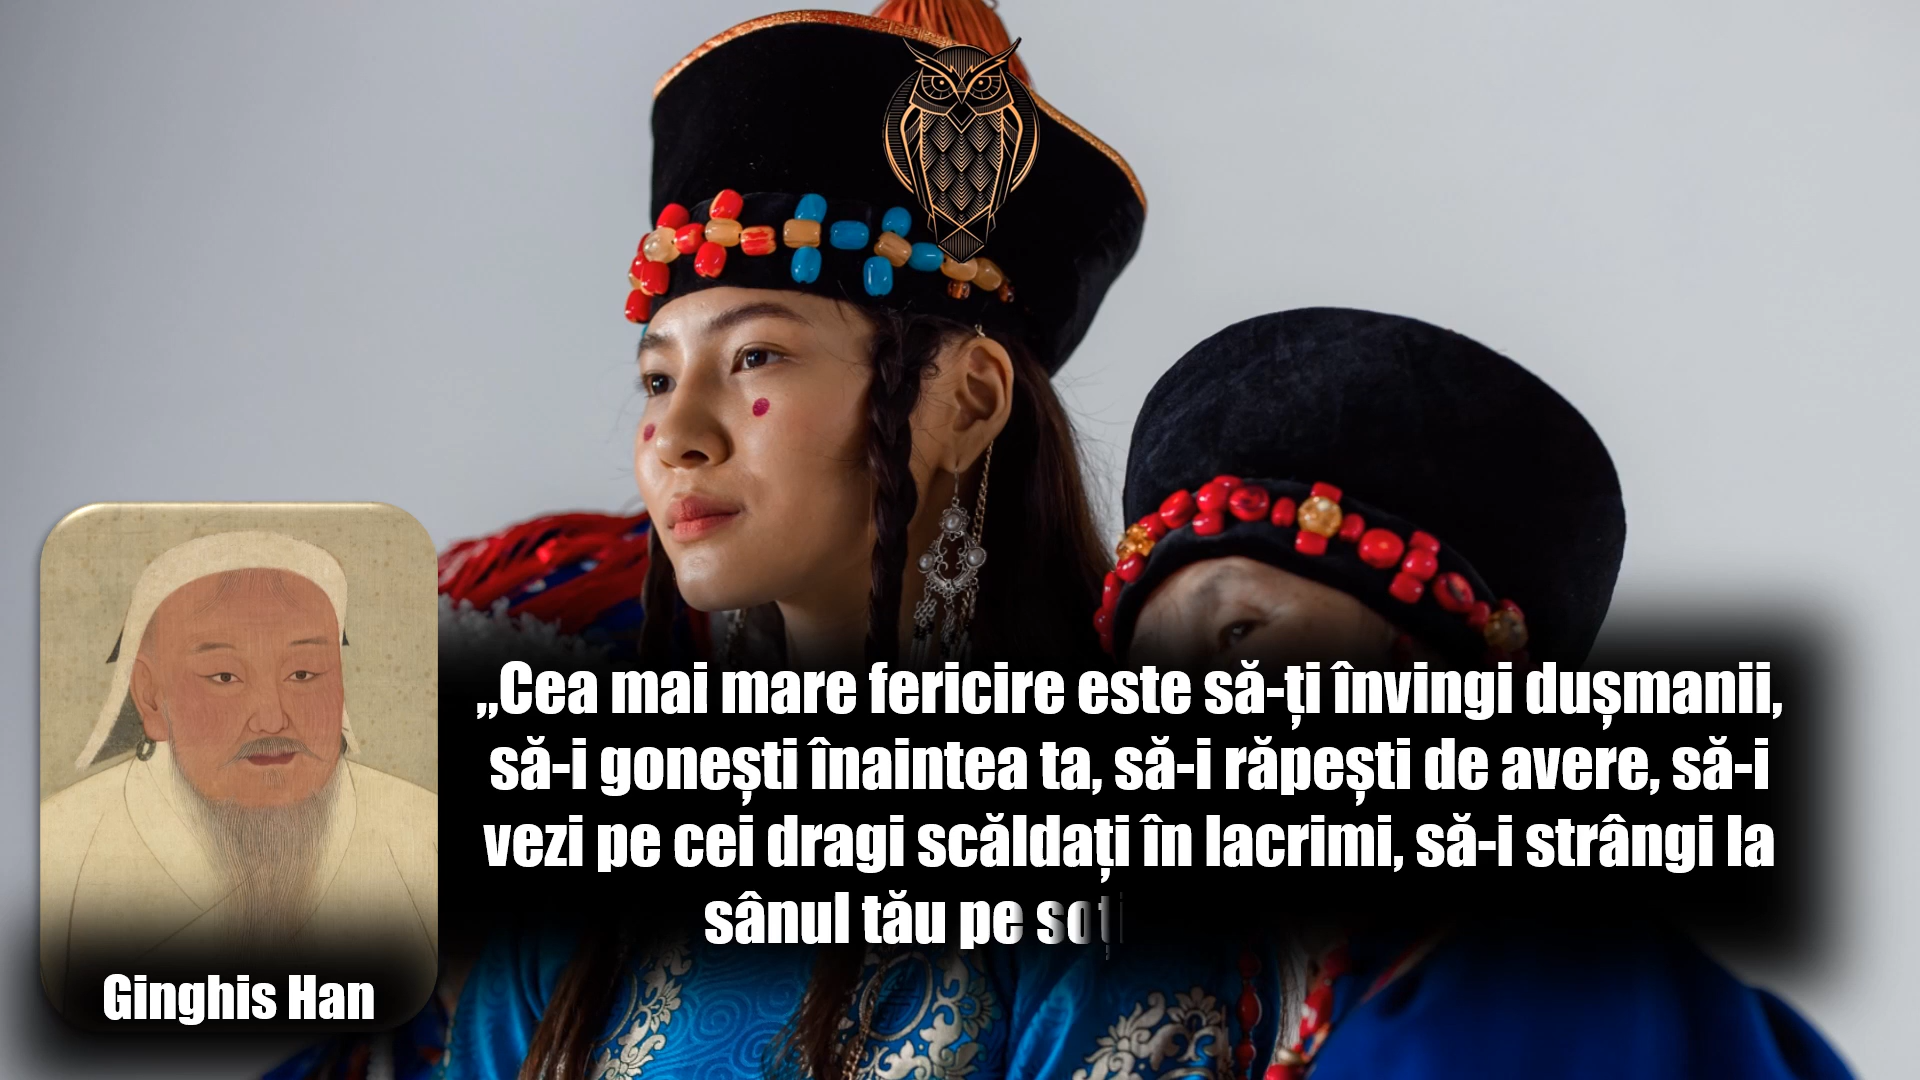 „Cea mai mare fericire este să-ți învingi dușmanii,
să-i gonești înaintea ta, să-i răpești de avere, să-i
vezi pe cei dragi scăldați în lacrimi, să-i strângi la
sânul tău pe soți
Ginghis Han